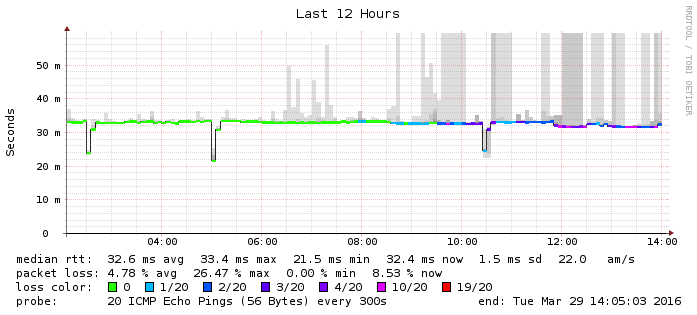 Last 12 Hours
RRDTOOL / TOBI OETIKER
Seconds
50 m
40 m
30 m
20 m
10 m
0
04:00 06:00 08:00 10:00 12:00 14:00
median rtt: 32.6 ms avg 33.4 ms max 21.5 ms min 32.4 ms now 1.5 ms sd 22.0 am/s
packet loss: 4.78 % avg 26.47 % max 0.00 % min 8.53 % now
loss color: 0 1/20 2/20 3/20 4/20 10/20 19/20
probe: 20 ICMP Echo Pings (56 Bytes) every 300s end: Tue Mar 29 14:05:03 2016